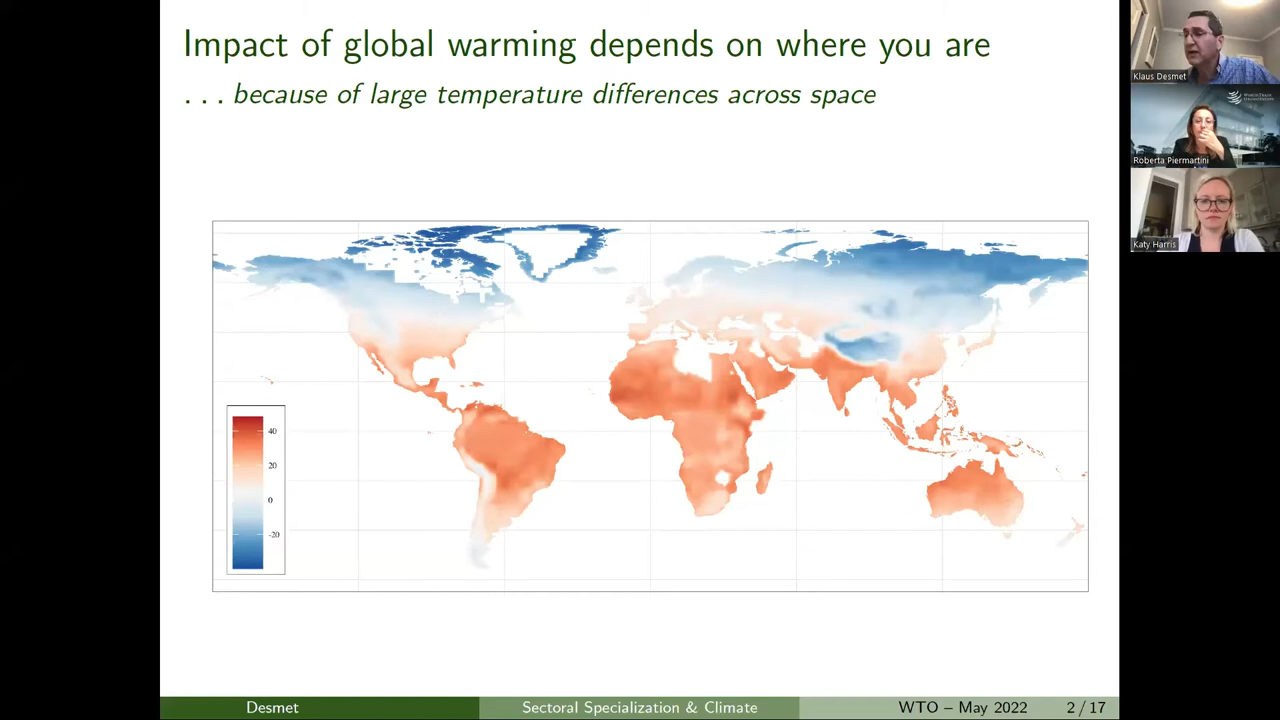 Impact of global warming depends on where you are
. . . because of large temperature differences across space
40
20
0
-20
Desmet
Sectoral Specialization & Climate
WTO – May 2022
2 / 17
Klaus Desmet
Roberta Piermartini
Katy Harris